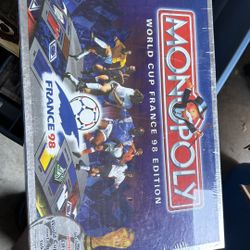 MONOPOLY
WORLD CUP FRANCE 98 EDITION
FRANCE 98